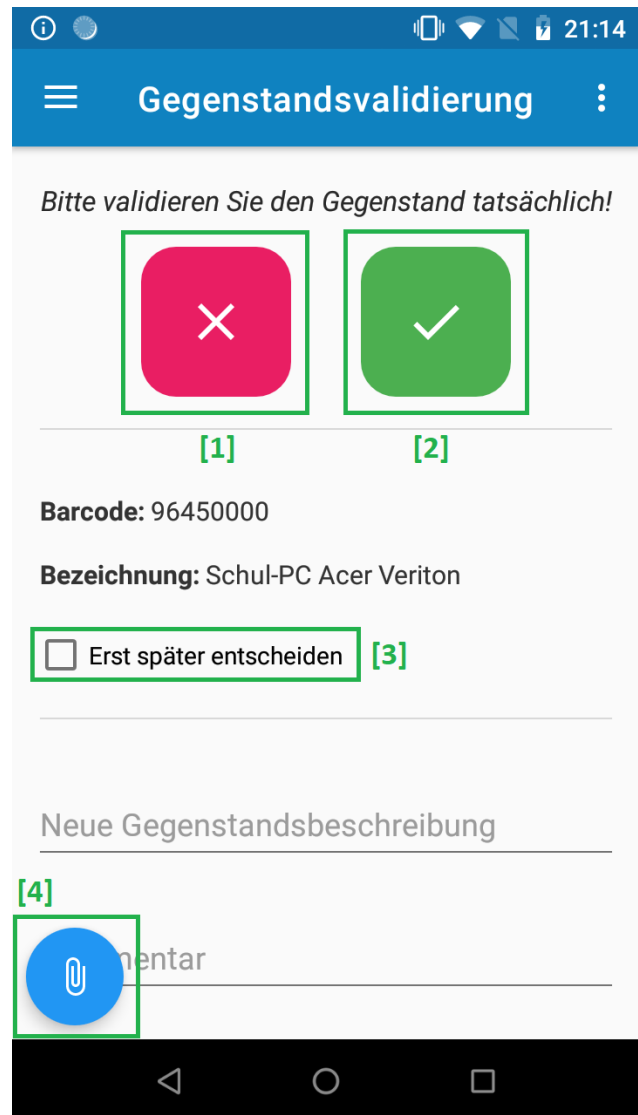 21:14
Gegenstandsvalidierung
Bitte validieren Sie den Gegenstand tatsächlich!
[1] [2]
Barcode: 96450000
Bezeichnung: Schul-PC Acer Veriton
Erst später entscheiden [3]
Neue Gegenstandsbeschreibung
[4]
mentar